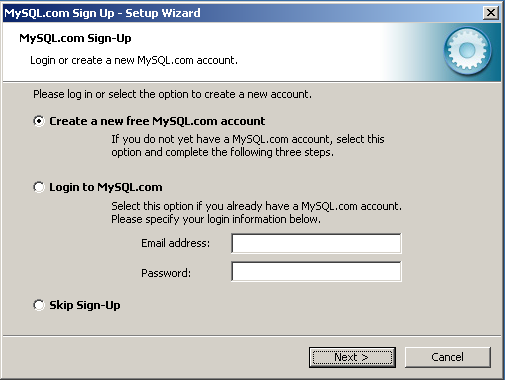 MySQL.com Sign Up - Setup Wizard
MySQL.com Sign-Up
Login or create a new MySQL.com account.
Please log in or select the option to create a new account.
Create a new free MySQL.com account
If you do not yet have a MySQL.com account, select this
option and complete the following three steps.
Login to MySQL.com
Select this option if you already have a MySQL.com account.
Please specify your login information below.
Email address:
Password:
Skip Sign-Up
Next >
Cancel